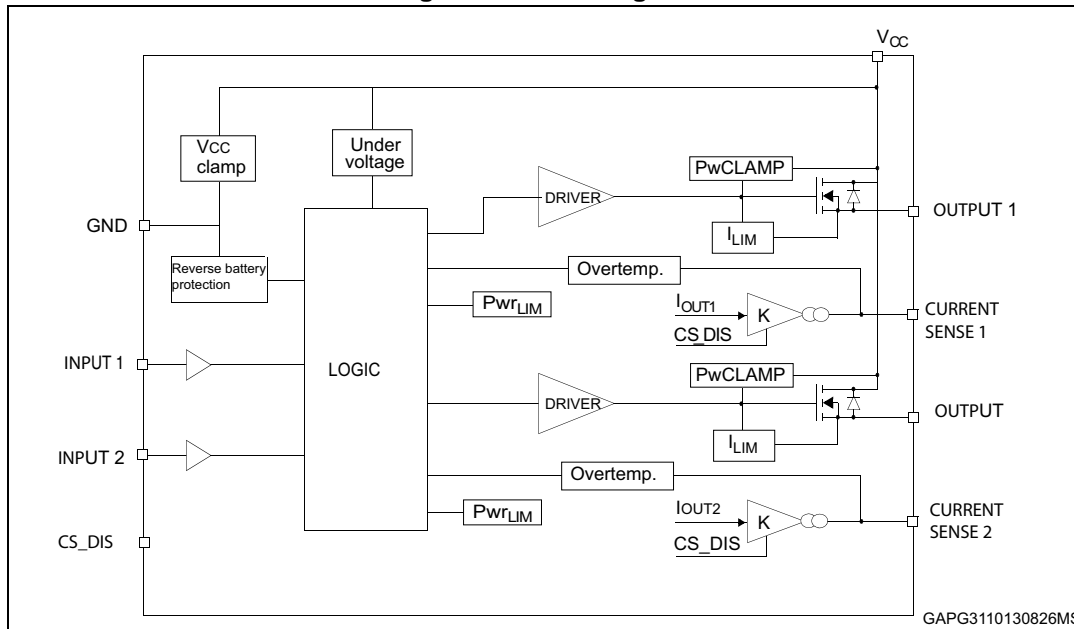 VCC
VCC
clamp
Under
voltage
PwCLAMP
DRIVER
OUTPUT 1
GND
ILIM
Reverse battery
protection
Overtemp.
PwrLIM
IOUT1
K
CS_DIS
CURRENT
SENSE 1
INPUT 1
LOGIC
PwCLAMP
DRIVER
OUTPUT
ILIM
INPUT 2
Overtemp.
PwrLIM
IOUT2
K
CS_DIS
CURRENT
SENSE 2
CS_DIS
GAPG3110130826MS